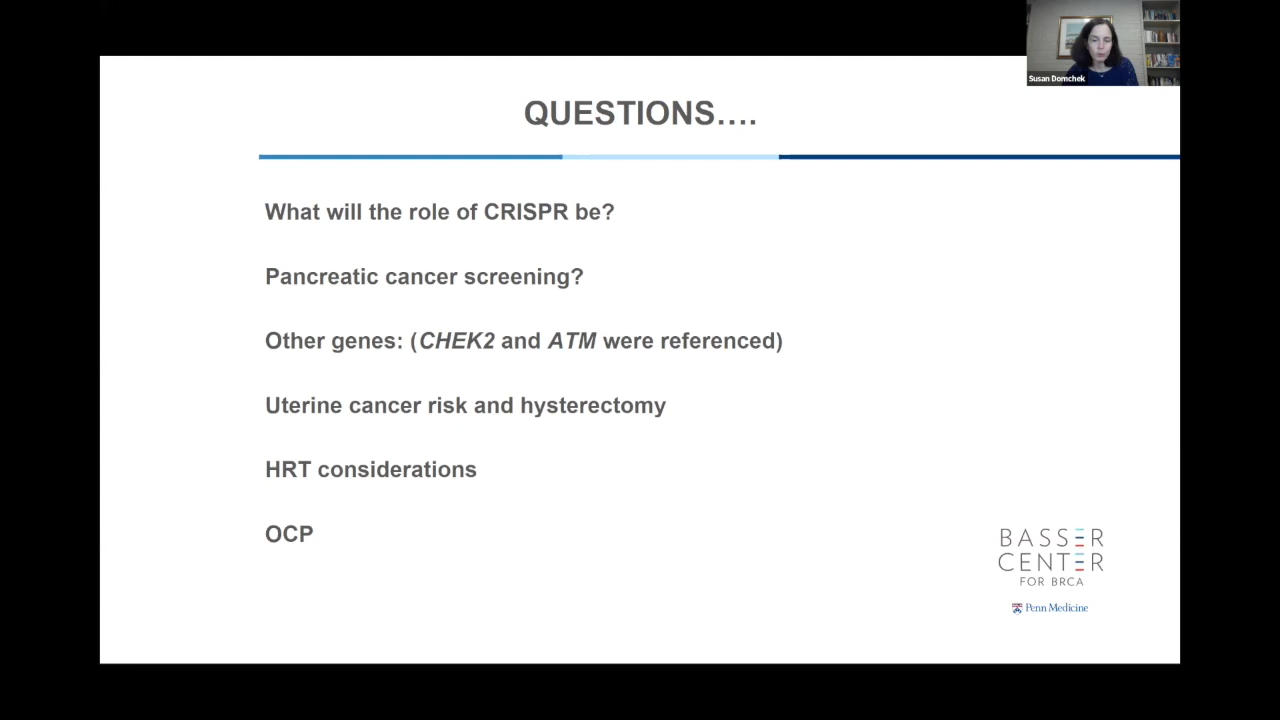 Susan Domchek
QUESTIONS....
What will the role of CRISPR be?
Pancreatic cancer screening?
Other genes: (CHEK2 and ATM were referenced)
Uterine cancer risk and hysterectomy
HRT considerations
OCP
BASSER
CENTER
FOR BRCA
Penn Medicine